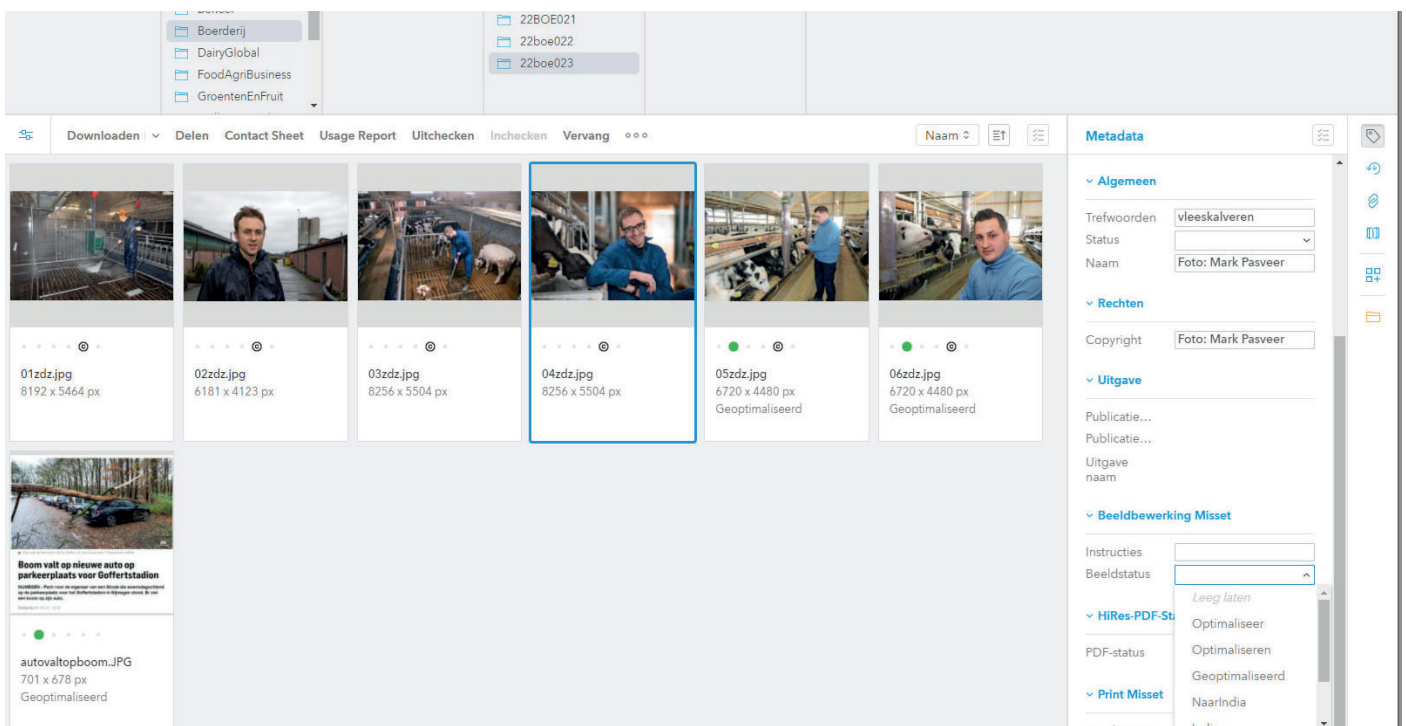 Beheer
Boerderij
DairyGlobal
FoodAgriBusiness
GroentenEnFruit
22BOE021
22boe022
22boe023
Downloaden Delen Contact Sheet Usage Report Uitchecken Inchecken Vervang
Naam
01zdz.jpg
8192 x 5464 px
02zdz.jpg
6181 x 4123 px
03zdz.jpg
8256 x 5504 px
04zdz.jpg
8256 x 5504 px
05zdz.jpg
6720 x 4480 px
Geoptimaliseerd
06zdz.jpg
6720 x 4480 px
Geoptimaliseerd
Boom valt op nieuwe auto op
parkeerplaats voor Goffertstadion
autovaltopboom.JPG
701 x 678 px
Geoptimaliseerd
Metadata
Algemeen
Trefwoorden vleeskalveren
Status
Naam Foto: Mark Pasveer
Rechten
Copyright Foto: Mark Pasveer
Uitgave
Publicatie...
Publicatie...
Uitgave
naam
Beeldbewerking Misset
Instructies
Beeldstatus
Leeg laten
HiRes-PDF-St
Optimaliseer
PDF-status
Optimaliseren
Geoptimaliseerd
Print Misset
NaarIndia